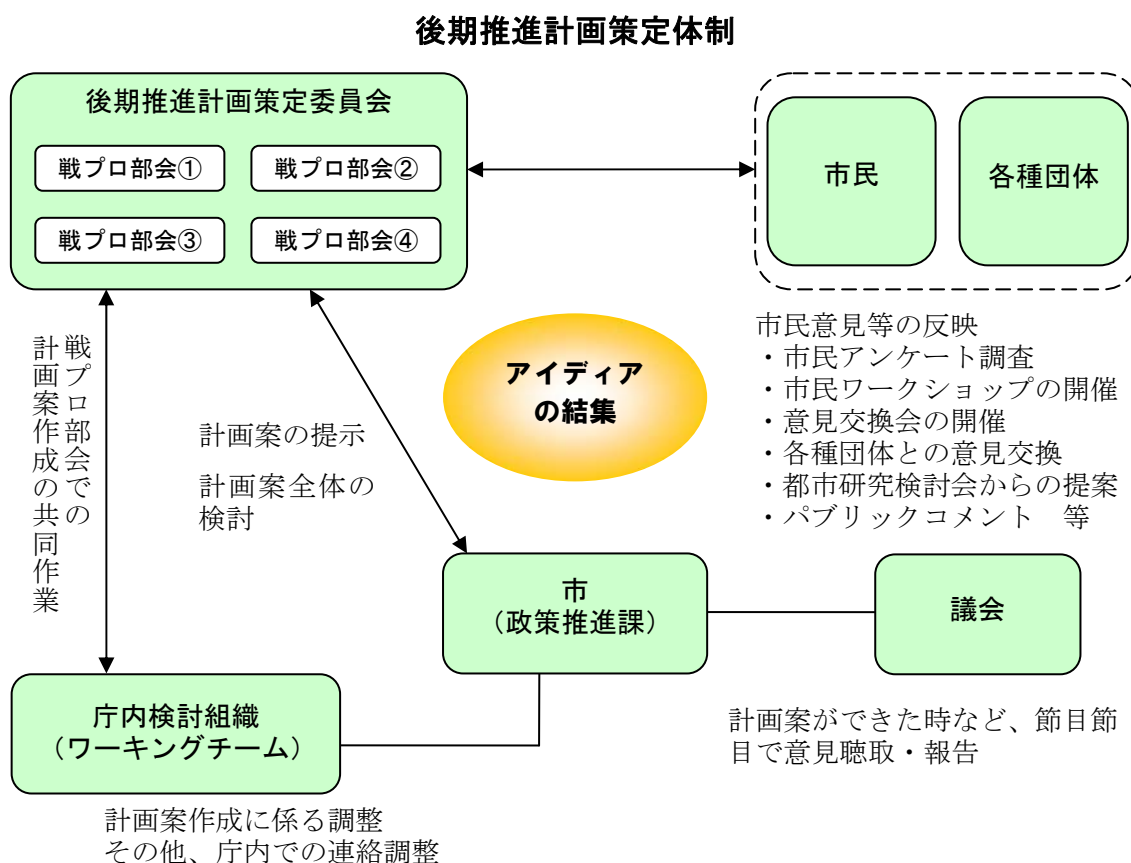 後期推進計画策定体制
後期推進計画策定委員会
戦プロ部会①
戦プロ部会②
戦プロ部会③
戦プロ部会④
市民
各種団体
市民意見等の反映
・市民アンケート調査
・市民ワークショップの開催
・意見交換会の開催
・各種団体との意見交換
・都市研究検討会からの提案
・パブリックコメント　等
アイディア
の結集
戦プロ部会での
計画案作成の共同作業
計画案の提示
計画案全体の
検討
市
（政策推進課）
議会
計画案ができた時など、節目節
目で意見聴取・報告
庁内検討組織
（ワーキングチーム）
計画案作成に係る調整
その他、庁内での連絡調整